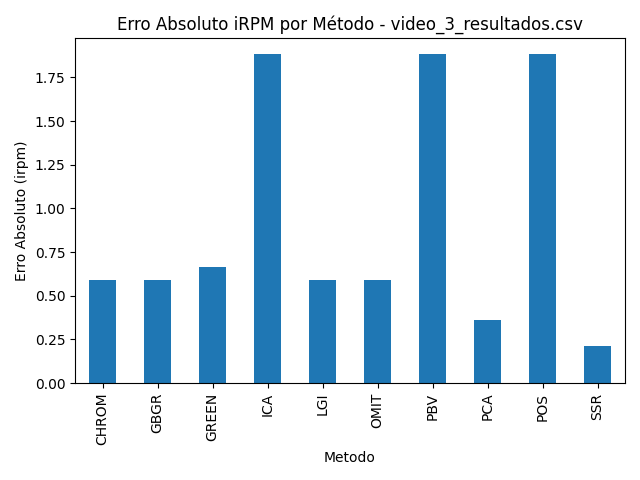 Erro Absoluto iRPM por Método - video_3_resultados.csv
Erro Absoluto (irpm)
1.75
1.50
1.25
1.00
0.75
0.50
0.25
0.00
CHROM
GBGR
GREEN
ICA
LGI
OMIT
PBV
PCA
POS
SSR
Metodo